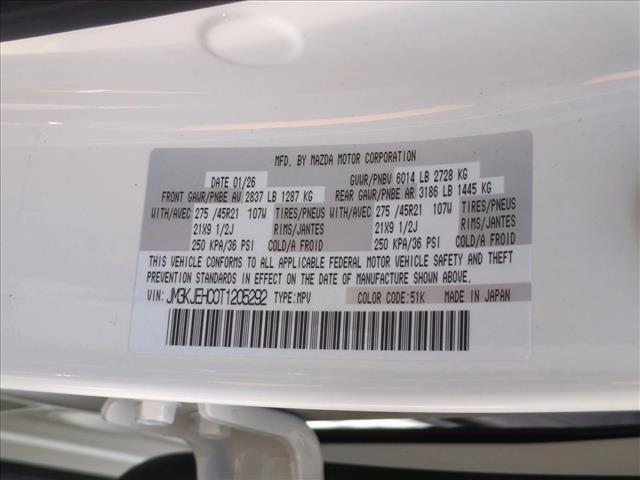 MFD. BY MAZDA MOTOR CORPORATION
DATE 01/26 GVWR/PNBV 6014 LB 2728 KG
FRONT GAWR/PNBE AV 2837 LB 1287 KG REAR GAWR/PNBE AR 3186 LB 1445 KG
WITH/AVEC 275 /45R21 107W TIRES/PNEUS WITH/AVEC 275 /45R21 107W TIRES/PNEUS
21X9 1/2J RIMS/JANTES 21X9 1/2J RIMS/JANTES
250 KPA/36 PSI COLD/A FROID 250 KPA/36 PSI COLD/A FROID
THIS VEHICLE CONFORMS TO ALL APPLICABLE FEDERAL MOTOR VEHICLE SAFETY AND THEFT
PREVENTION STANDARDS IN EFFECT ON THE DATE OF MANUFACTURE SHOWN ABOVE.
VIN: JM3KJEHC0T1205292 TYPE: MPV COLOR CODE: 51K MADE IN JAPAN